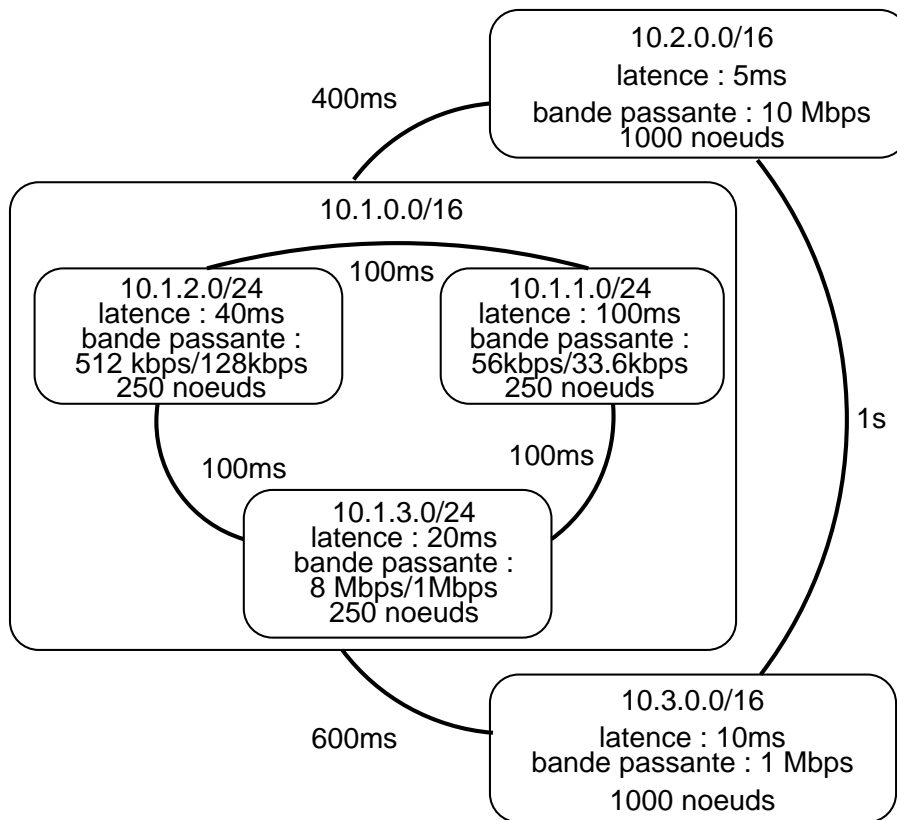 10.2.0.0/16
latence : 5ms
bande passante : 10 Mbps
1000 noeuds
400ms
10.1.0.0/16
100ms
10.1.2.0/24
latence : 40ms
bande passante :
512 kbps/128kbps
250 noeuds
10.1.1.0/24
latence : 100ms
bande passante :
56kbps/33.6kbps
250 noeuds
1s
100ms
100ms
10.1.3.0/24
latence : 20ms
bande passante :
8 Mbps/1Mbps
250 noeuds
600ms
10.3.0.0/16
latence : 10ms
bande passante : 1 Mbps
1000 noeuds